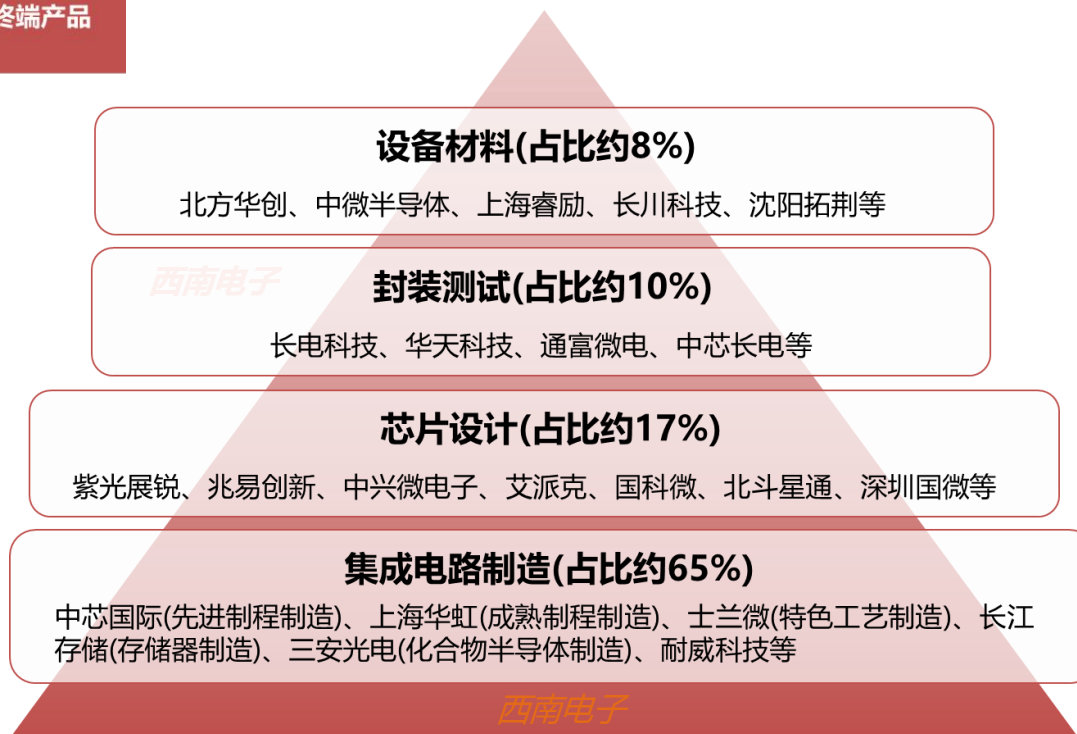 终端产品
设备材料(占比约8%)
北方华创、中微半导体、上海睿励、长川科技、沈阳拓荆等
西南电子
封装测试(占比约10%)
长电科技、华天科技、通富微电、中芯长电等
芯片设计(占比约17%)
紫光展锐、兆易创新、中兴微电子、艾派克、国科微、北斗星通、深圳国微等
集成电路制造(占比约65%)
中芯国际(先进制程制造)、上海华虹(成熟制程制造)、士兰微(特色工艺制造)、长江
存储(存储器制造)、三安光电(化合物半导体制造)、耐威科技等
西南电子